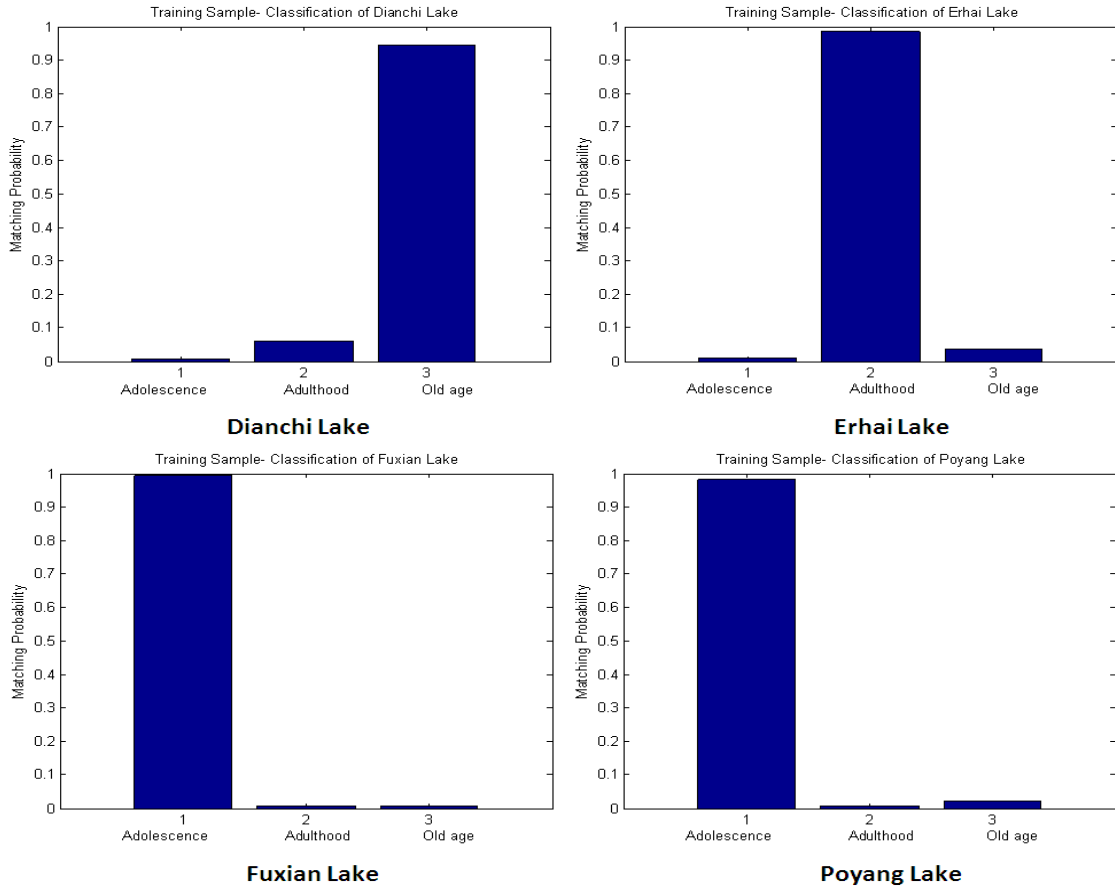 Training Sample- Classification of Dianchi Lake
Matching Probability
1
0.9
0.8
0.7
0.6
0.5
0.4
0.3
0.2
0.1
0
1 2 3
Adolescence Adulthood Old age
Dianchi Lake
Training Sample- Classification of Erhai Lake
Matching Probability
1
0.9
0.8
0.7
0.6
0.5
0.4
0.3
0.2
0.1
0
1 2 3
Adolescence Adulthood Old age
Erhai Lake
Training Sample- Classification of Fuxian Lake
Matching Probability
1
0.9
0.8
0.7
0.6
0.5
0.4
0.3
0.2
0.1
0
1 2 3
Adolescence Adulthood Old age
Fuxian Lake
Training Sample- Classification of Poyang Lake
Matching Probability
1
0.9
0.8
0.7
0.6
0.5
0.4
0.3
0.2
0.1
0
1 2 3
Adolescence Adulthood Old age
Poyang Lake